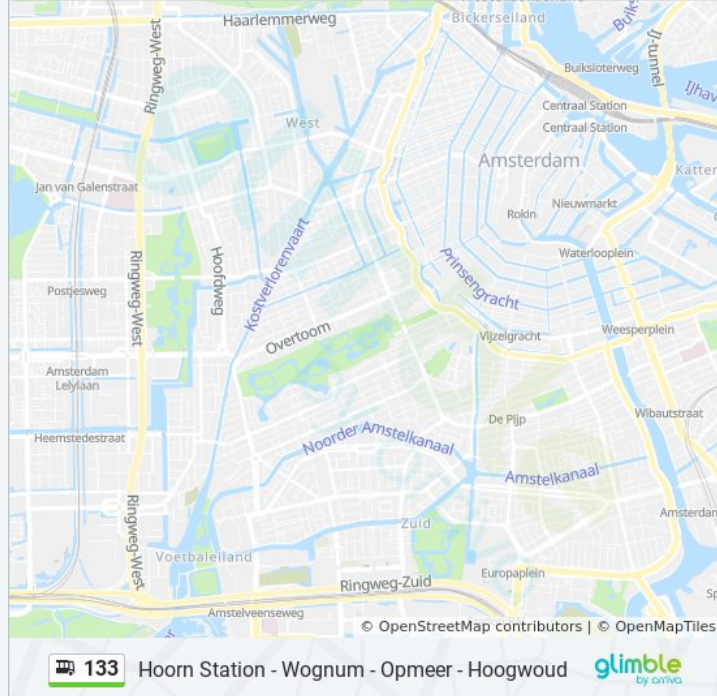 Haarlemmerweg
Bickerseiland
Buiksloterweg
IJ-tunnel
Ringweg-West
Centraal Station
Centraal Station
West
Amsterdam
Jan van Galenstraat
Rokin
Nieuwmarkt
Kostverlorenvaart
Hoofdweg
Prinsengracht
Waterlooplein
Postjesweg
Ringweg-West
Overtoom
Vijzelgracht
Weesperplein
Amsterdam
Lelylaan
De Pijp
Wibautstraat
Heemstedestraat
Noorder Amstelkanaal
Amstelkanaal
Ringweg-West
Zuid
Voetbaleiland
Europaplein
Ringweg-Zuid
Amstelveenseweg
© OpenStreetMap contributors | © OpenMapTiles
133 Hoorn Station - Wognum - Opmeer - Hoogwoud
glimble
by arriva